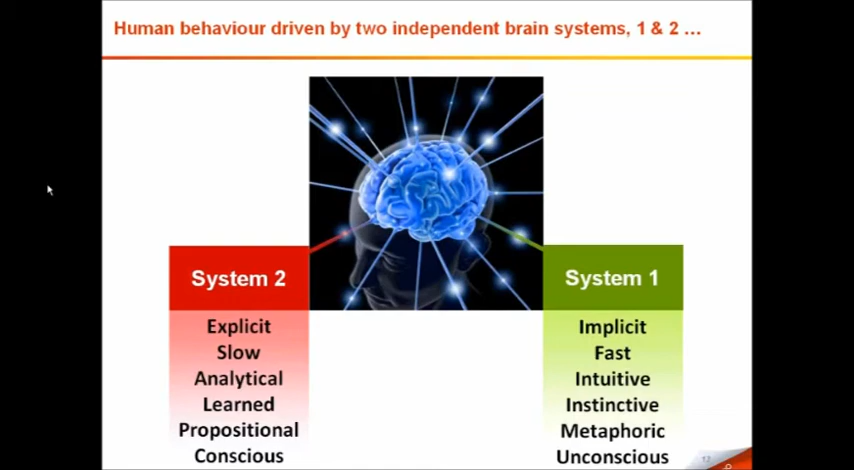 Human behaviour driven by two independent brain systems, 1 & 2 ...
System 2
Explicit
Slow
Analytical
Learned
Propositional
Conscious
System 1
Implicit
Fast
Intuitive
Instinctive
Metaphoric
Unconscious